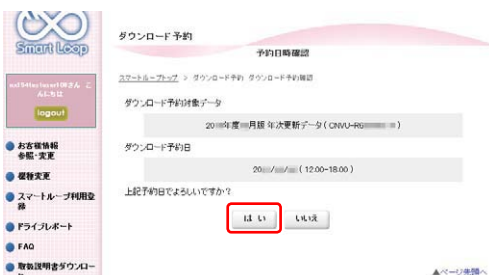 Smart Loop
ダウンロード予約
予約日時確認
スマートループトップ > ダウンロード予約 ダウンロード予約確認
さん こ
んにちは
logout
ダウンロード予約対象データ
20 年度 月版 年次更新データ ( CNVU-R6 )
ダウンロード予約日
20 / / ( 12:00-18:00 )
上記予約日でよろしいですか？
はい
いいえ
お客様情報
参照・変更
機種変更
スマートループ利用登
録
ドライブレポート
FAQ
取扱説明書ダウンロー
▲ページ先頭へ